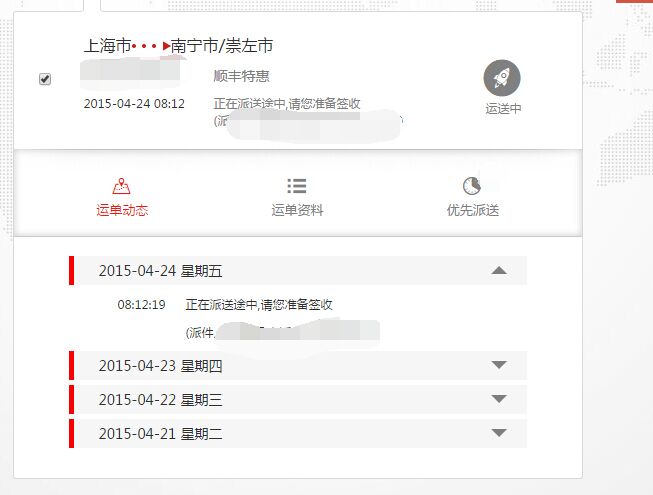 上海市
南宁市/崇左市
顺丰特惠
2015-04-24 08:12
正在派送途中,请您准备签收
(派
运送中
运单动态
运单资料
优先派送
2015-04-24 星期五
08:12:19
正在派送途中,请您准备签收
(派件
2015-04-23 星期四
2015-04-22 星期三
2015-04-21 星期二